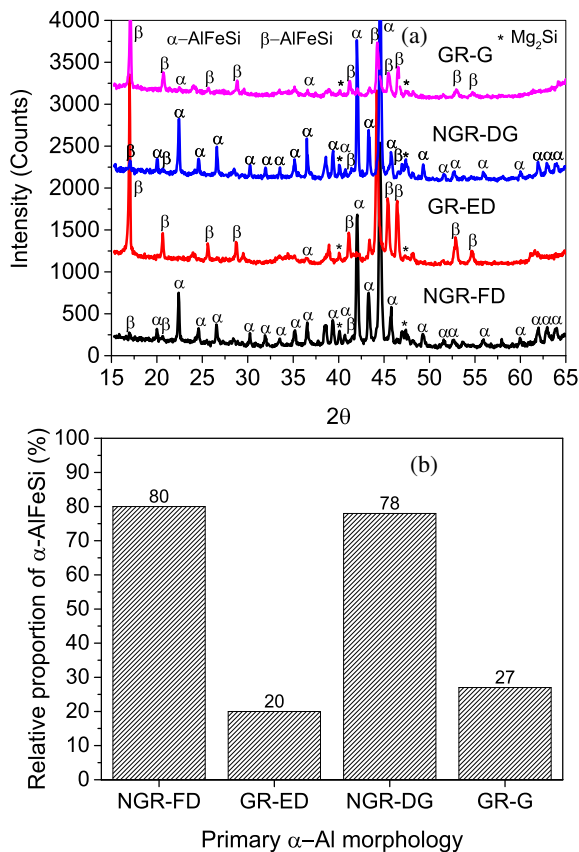 4000
3500
3000
2500
2000
1500
1000
500
250
0
Intensity (Counts)
α–AlFeSi β–AlFeSi (a) * Mg₂Si
GR-G
β β α β β α * β β β β * β β
NGR-DG
β α β α α α α α α α α * α β α α α β * α α α α α α α α
GR-ED
β β β β α * β β β * β β
NGR-FD
β α β α α α α α α α α * α β α α α * α α α α α α α α
15 20 25 30 35 40 45 50 55 60 65
2θ
(b)
Relative proportion of α-AlFeSi (%)
100
90
80
70
60
50
40
30
20
10
0
80 20 78 27
NGR-FD GR-ED NGR-DG GR-G
Primary α–Al morphology